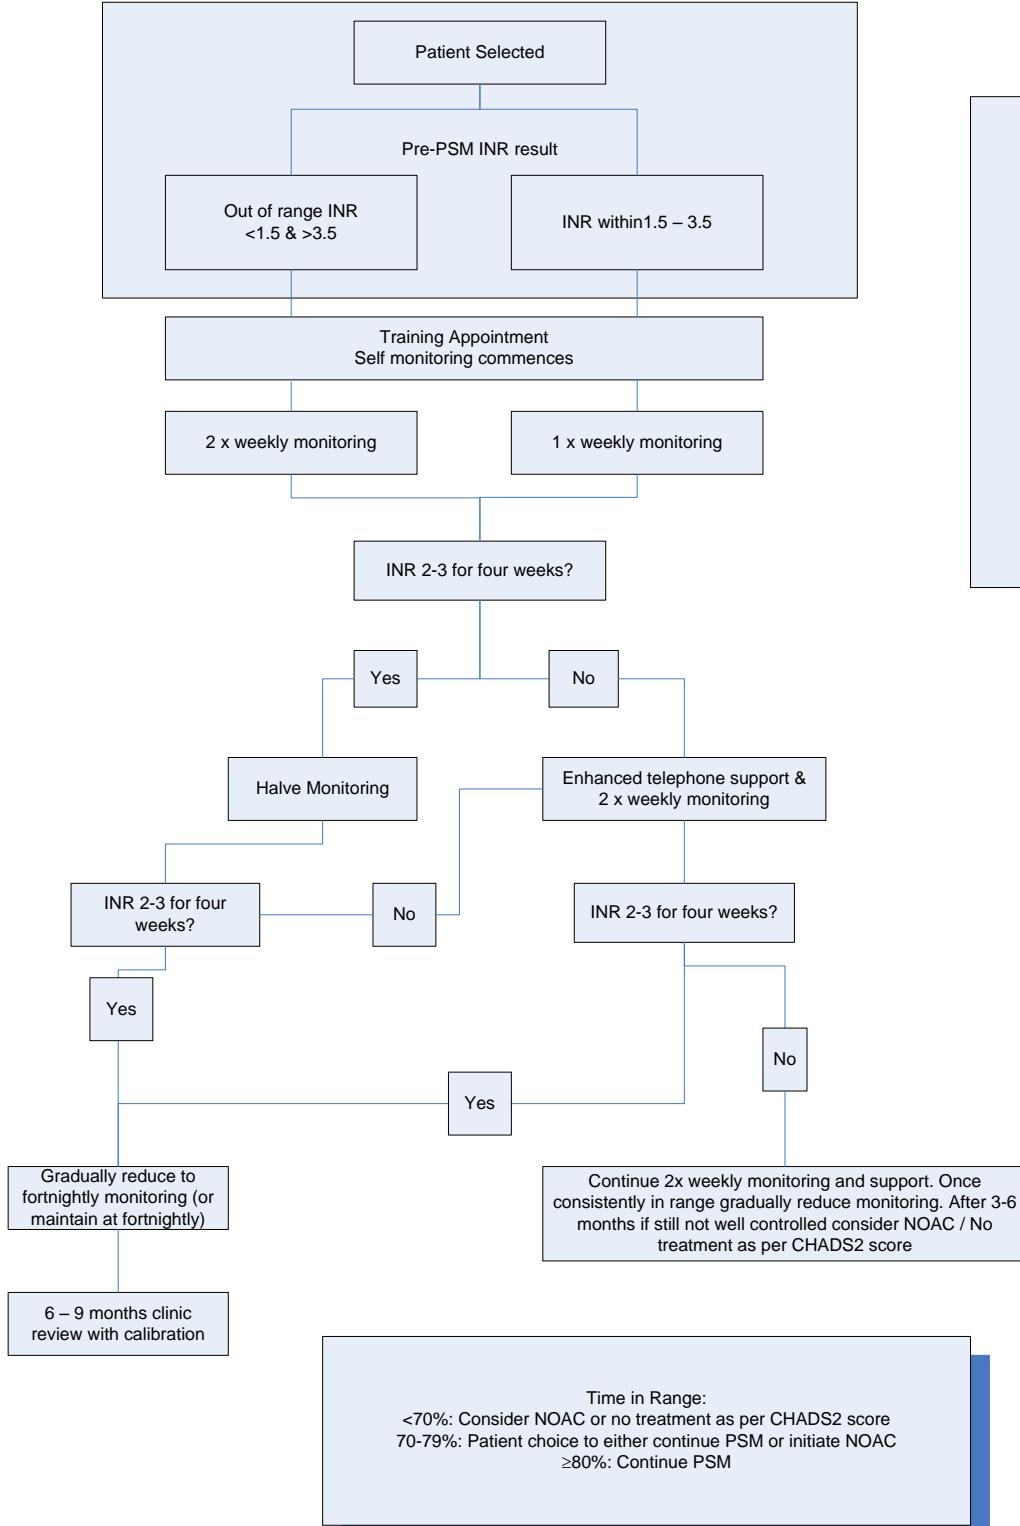 Patient Selected
Pre-PSM INR result
Out of range INR
<1.5 & >3.5
INR within1.5 – 3.5
Training Appointment
Self monitoring commences
2 x weekly monitoring
1 x weekly monitoring
INR 2-3 for four weeks?
Yes
No
Halve Monitoring
Enhanced telephone support &
2 x weekly monitoring
INR 2-3 for four
weeks?
No
INR 2-3 for four weeks?
Yes
No
Yes
Gradually reduce to
fortnightly monitoring (or
maintain at fortnightly)
Continue 2x weekly monitoring and support. Once
consistently in range gradually reduce monitoring. After 3-6
months if still not well controlled consider NOAC / No
treatment as per CHADS2 score
6 – 9 months clinic
review with calibration
Time in Range:
<70%: Consider NOAC or no treatment as per CHADS2 score
70-79%: Patient choice to either continue PSM or initiate NOAC
≥80%: Continue PSM